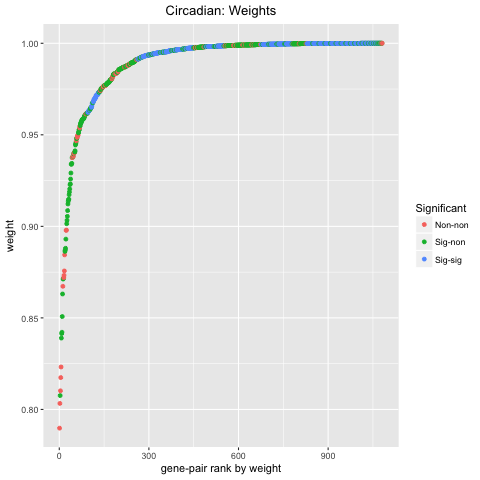 Circadian: Weights
weight
1.00
0.95
0.90
0.85
0.80
0
300
600
900
gene-pair rank by weight
Significant
Non-non
Sig-non
Sig-sig